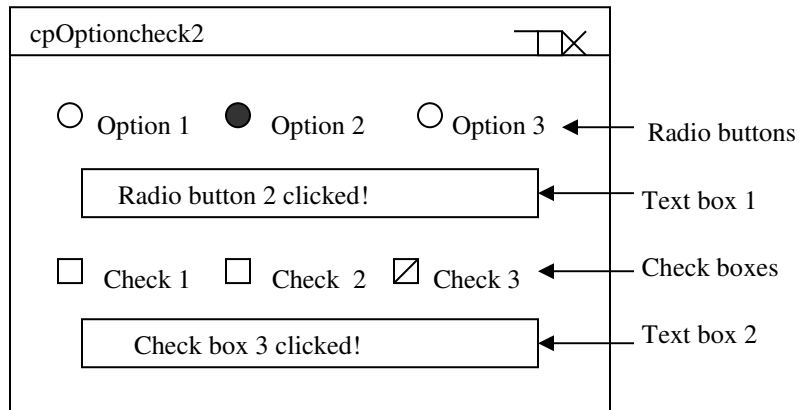 cpOptioncheck2
Option 1 Option 2 Option 3 Radio buttons
Radio button 2 clicked! Text box 1
Check 1 Check 2 Check 3 Check boxes
Check box 3 clicked! Text box 2